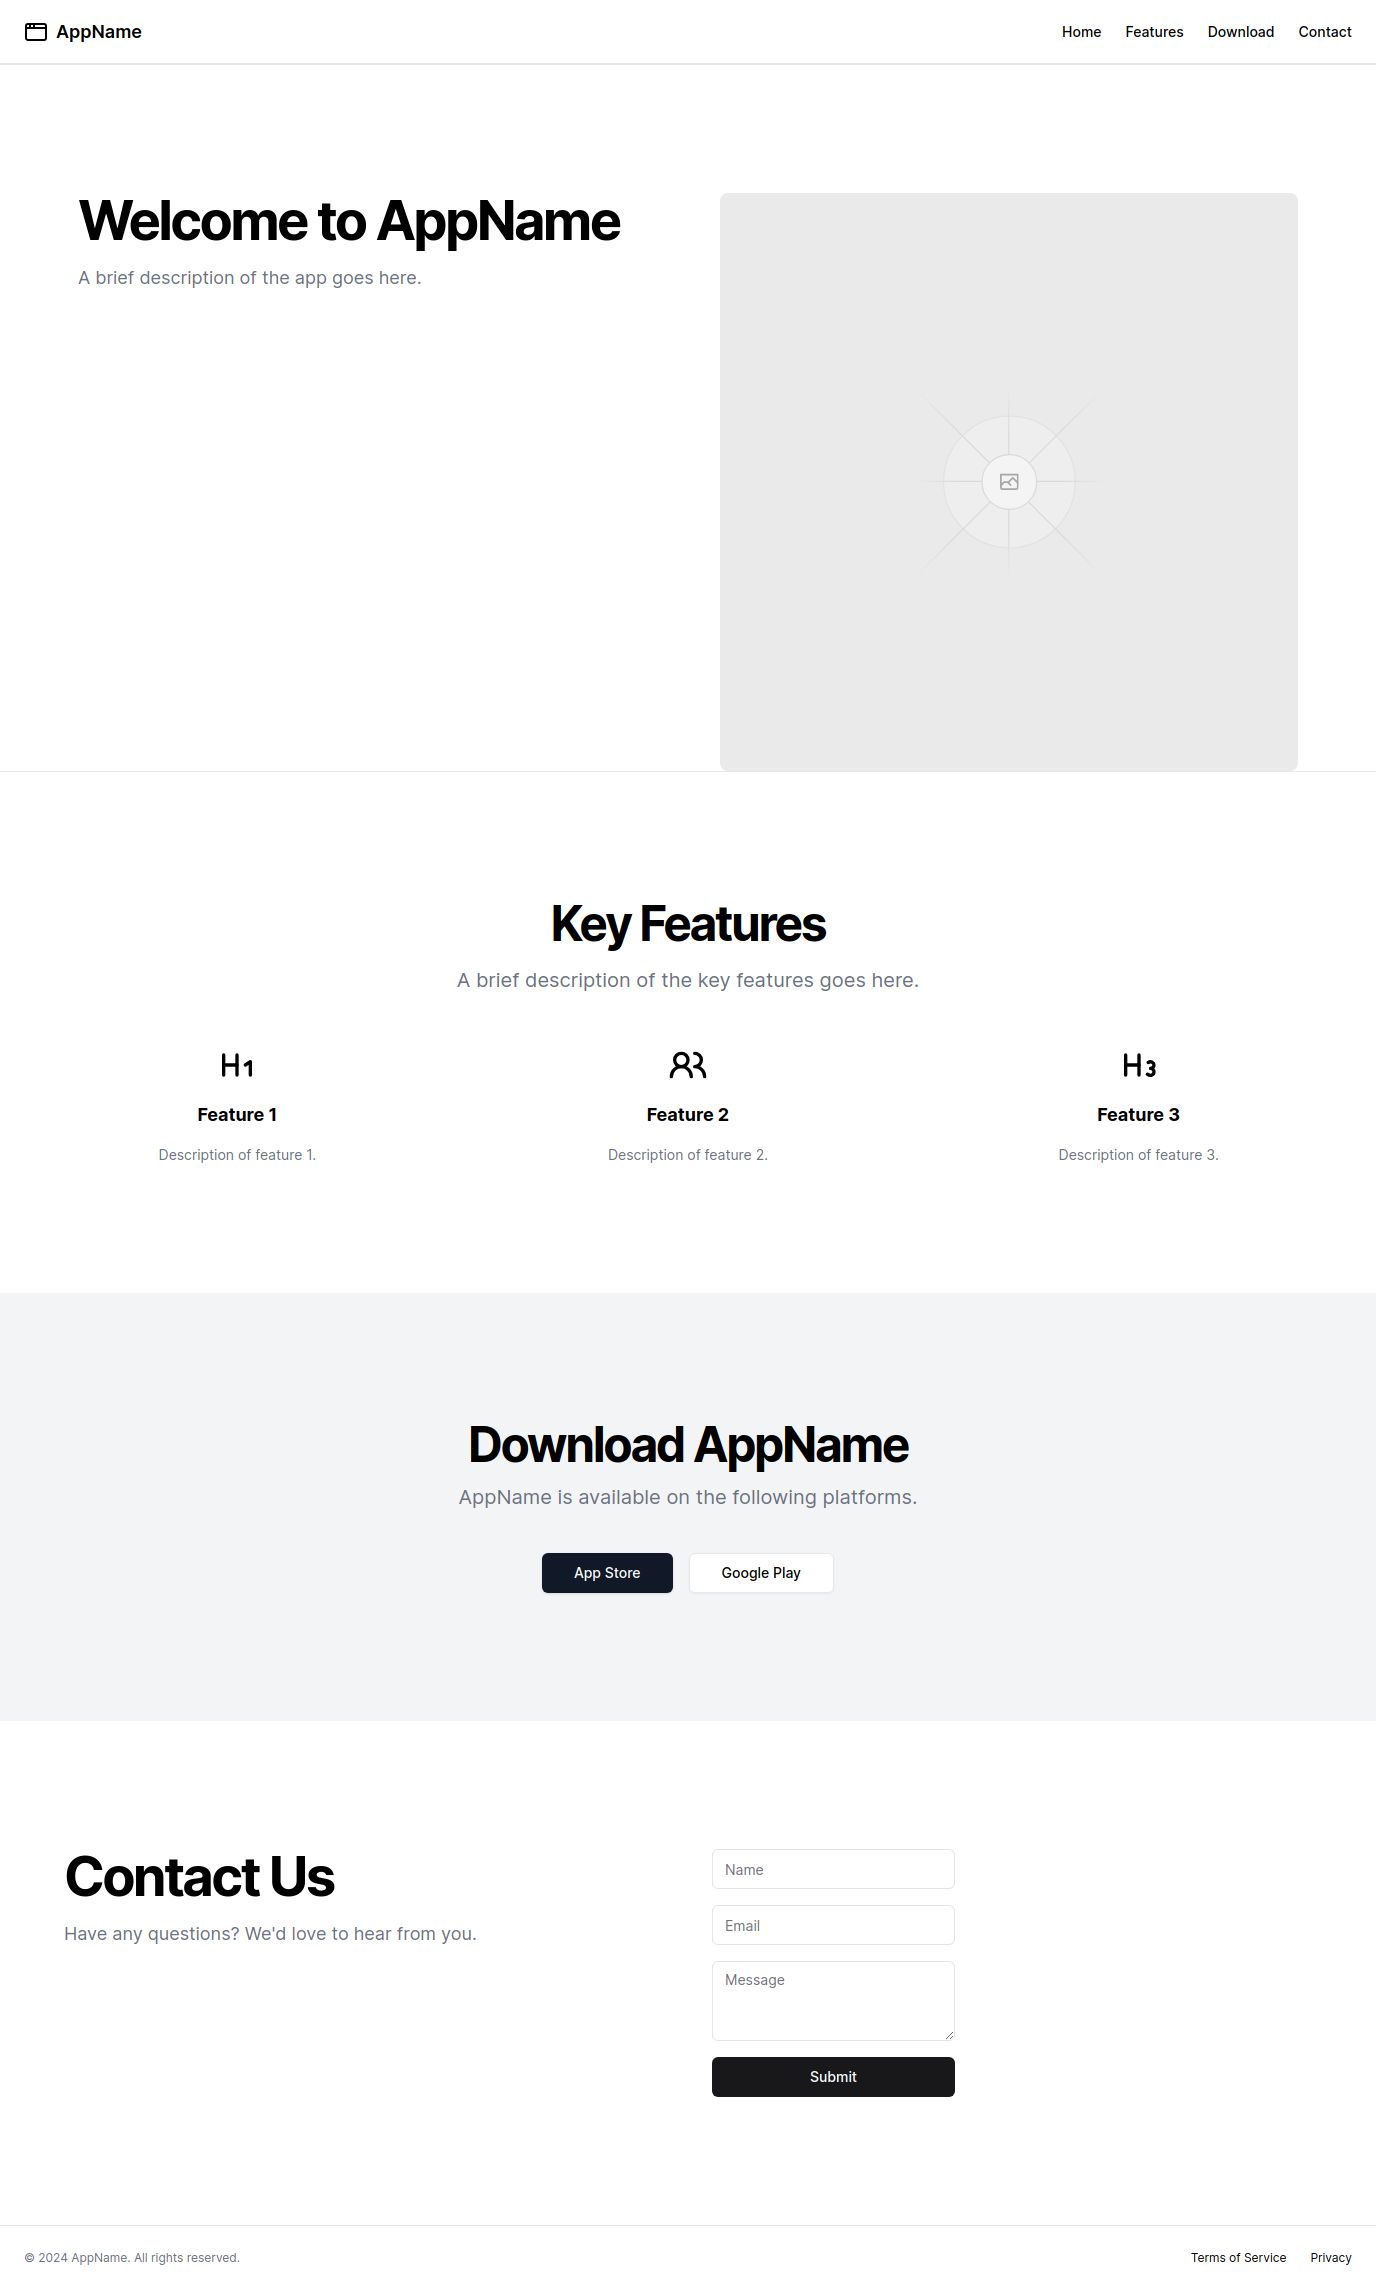 AppName
Home Features Download Contact
Welcome to AppName
A brief description of the app goes here.
Key Features
A brief description of the key features goes here.
H1
H3
Feature 1
Feature 2
Feature 3
Description of feature 1.
Description of feature 2.
Description of feature 3.
Download AppName
AppName is available on the following platforms.
App Store
Google Play
Contact Us
Have any questions? We'd love to hear from you.
Name
Email
Message
Submit
© 2024 AppName. All rights reserved.
Terms of Service Privacy